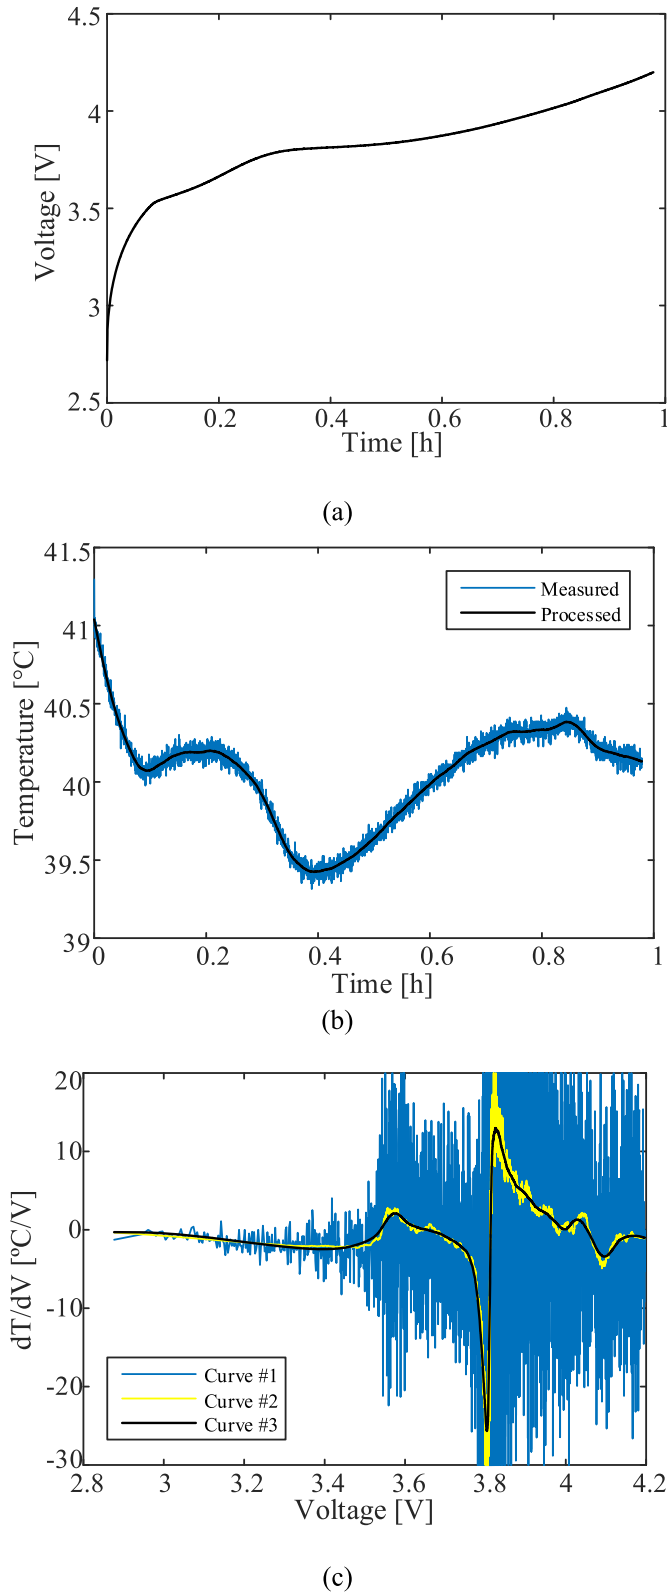 4.5
4
3.5
3
2.5
Voltage [V]
0
0.2
0.4
0.6
0.8
1
Time [h]
(a)
41.5
41
40.5
40
39.5
39
Temperature [°C]
Measured
Processed
0
0.2
0.4
0.6
0.8
1
Time [h]
(b)
20
10
0
-10
-20
-30
dT/dV [°C/V]
Curve #1
Curve #2
Curve #3
2.8
3
3.4
3.6
3.8
4
4.2
Voltage [V]
(c)